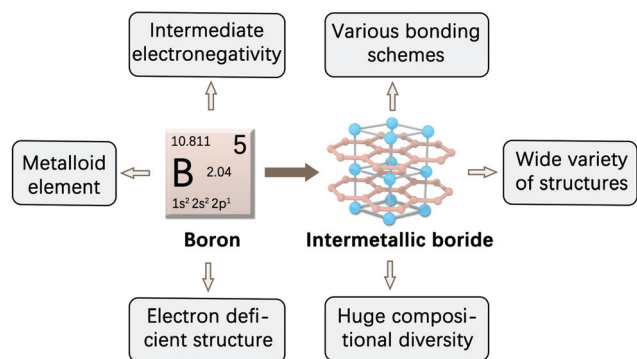 Intermediate
electronegativity
Various bonding
schemes
Metalloid
element
10.811 5
B 2.04
1s² 2s² 2p¹
Wide variety
of structures
Boron
Intermetallic boride
Electron defi-
cient structure
Huge composi-
tional diversity